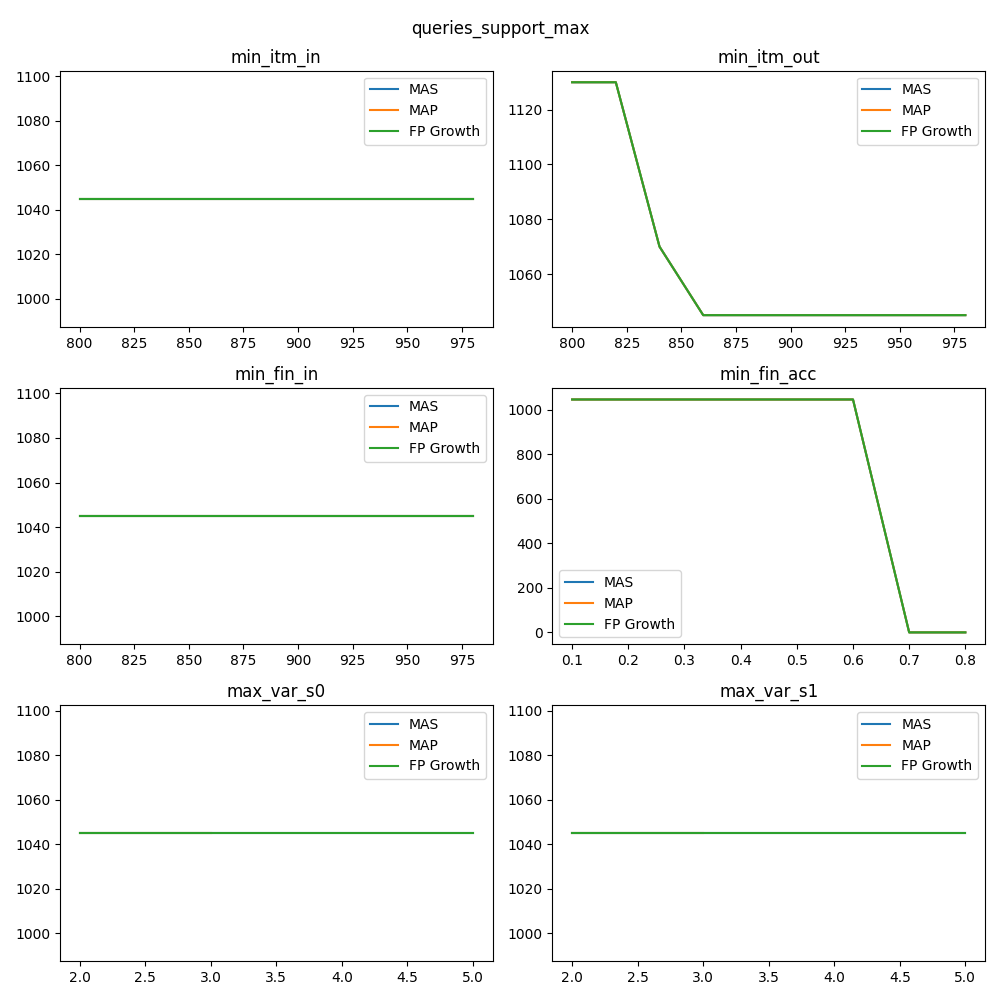 queries_support_max
min_itm_in
1100
1080
1060
1040
1020
1000
MAS
MAP
FP Growth
800 825 850 875 900 925 950 975
min_itm_out
1120
1100
1080
1060
MAS
MAP
FP Growth
800 825 850 875 900 925 950 975
min_fin_in
1100
1080
1060
1040
1020
1000
MAS
MAP
FP Growth
800 825 850 875 900 925 950 975
min_fin_acc
1000
800
600
400
200
0
MAS
MAP
FP Growth
0.1 0.2 0.3 0.4 0.5 0.6 0.7 0.8
max_var_s0
1100
1080
1060
1040
1020
1000
MAS
MAP
FP Growth
2.0 2.5 3.0 3.5 4.0 4.5 5.0
max_var_s1
1100
1080
1060
1040
1020
1000
MAS
MAP
FP Growth
2.0 2.5 3.0 3.5 4.0 4.5 5.0